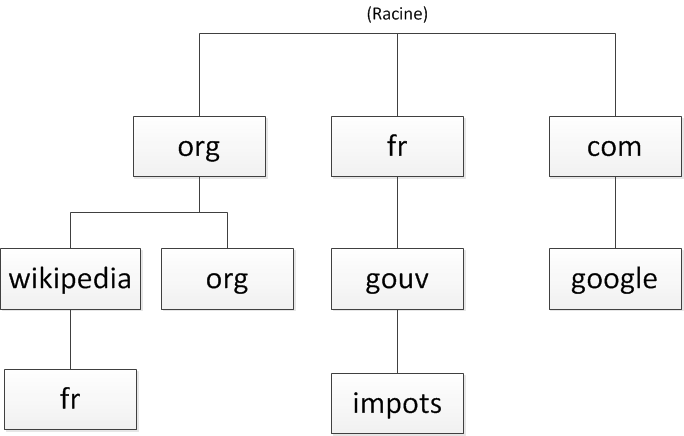 (Racine)
org
fr
com
wikipedia
org
gouv
google
fr
impots